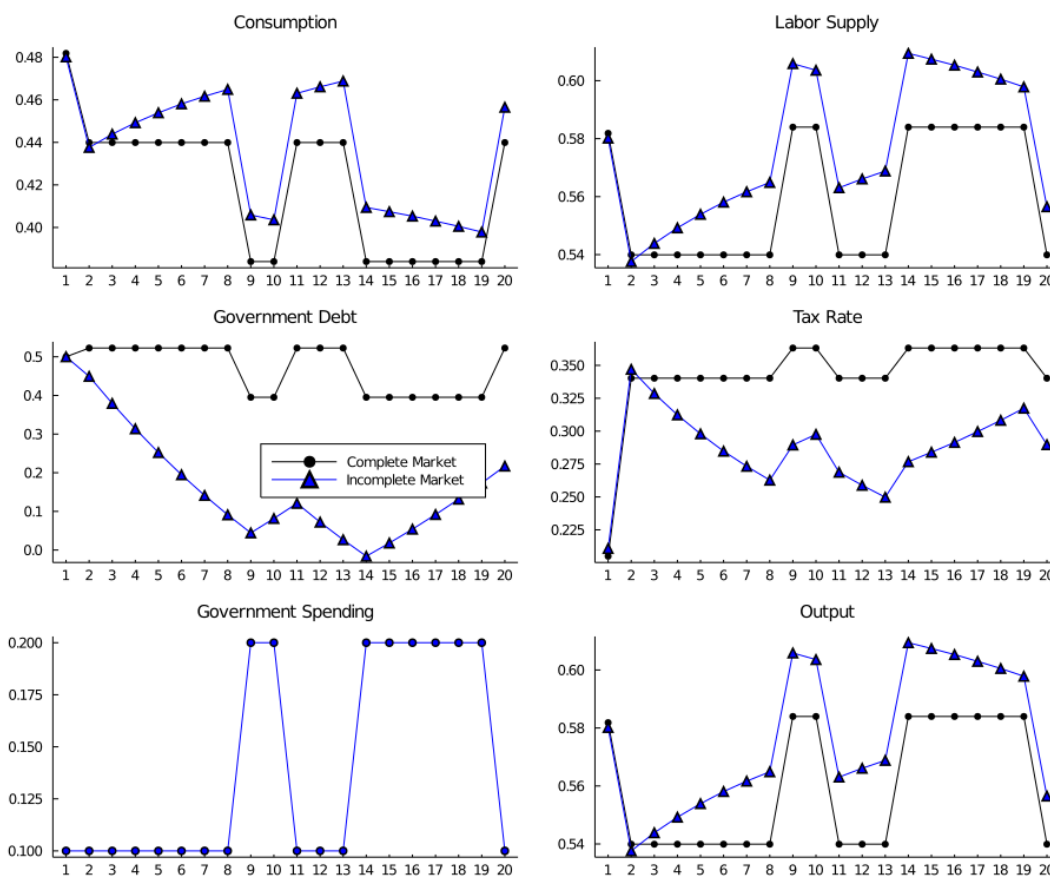 Consumption
0.48
0.46
0.44
0.42
0.40
1 2 3 4 5 6 7 8 9 10 11 12 13 14 15 16 17 18 19 20
Labor Supply
0.60
0.58
0.56
0.54
1 2 3 4 5 6 7 8 9 10 11 12 13 14 15 16 17 18 19 20
Government Debt
0.5
0.4
0.3
0.2
0.1
0.0
Complete Market
Incomplete Market
1 2 3 4 5 6 7 8 9 10 11 12 13 14 15 16 17 18 19 20
Tax Rate
0.350
0.325
0.300
0.275
0.250
0.225
1 2 3 4 5 6 7 8 9 10 11 12 13 14 15 16 17 18 19 20
Government Spending
0.200
0.175
0.150
0.125
0.100
1 2 3 4 5 6 7 8 9 10 11 12 13 14 15 16 17 18 19 20
Output
0.60
0.58
0.56
0.54
1 2 3 4 5 6 7 8 9 10 11 12 13 14 15 16 17 18 19 20